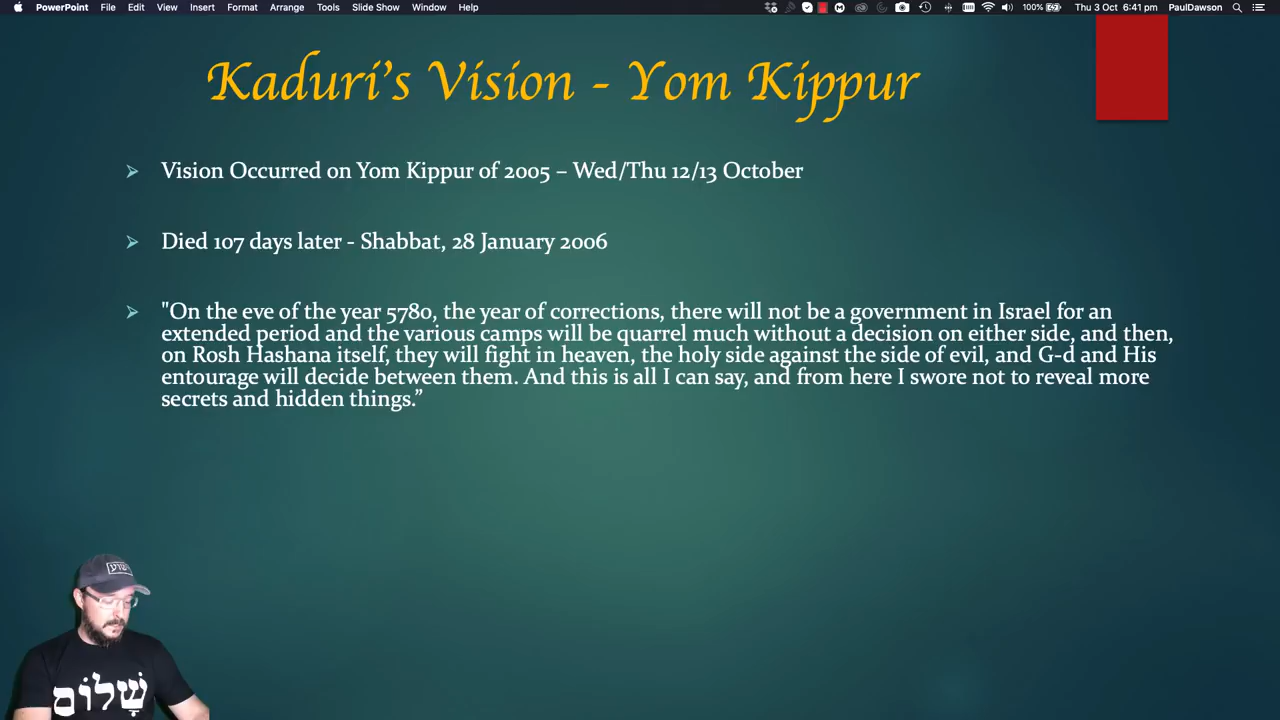 PowerPoint File Edit View Insert Format Arrange Tools Slide Show Window Help 100% Thu 3 Oct 6:41 pm PaulDawson
Kaduri's Vision - Yom Kippur
Vision Occurred on Yom Kippur of 2005 – Wed/Thu 12/13 October
Died 107 days later - Shabbat, 28 January 2006
"On the eve of the year 5780, the year of corrections, there will not be a government in Israel for an
extended period and the various camps will be quarrel much without a decision on either side, and then,
on Rosh Hashana itself, they will fight in heaven, the holy side against the side of evil, and G-d and His
entourage will decide between them. And this is all I can say, and from here I swore not to reveal more
secrets and hidden things.”
ישוע
שָׁלוֹם